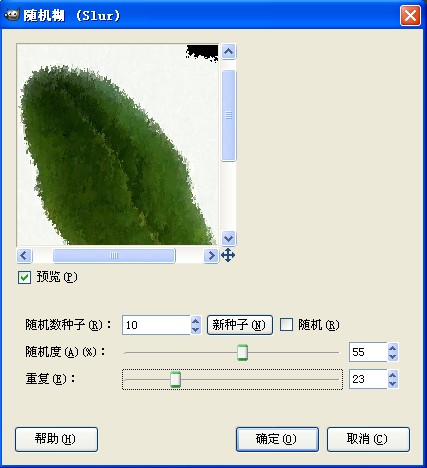 随机糊 (Slur)
预览(P)
随机数种子(R): 10 新种子(N) 随机(R)
随机度(A)(%): 55
重复(E): 23
帮助(H) 确定(O) 取消(C)